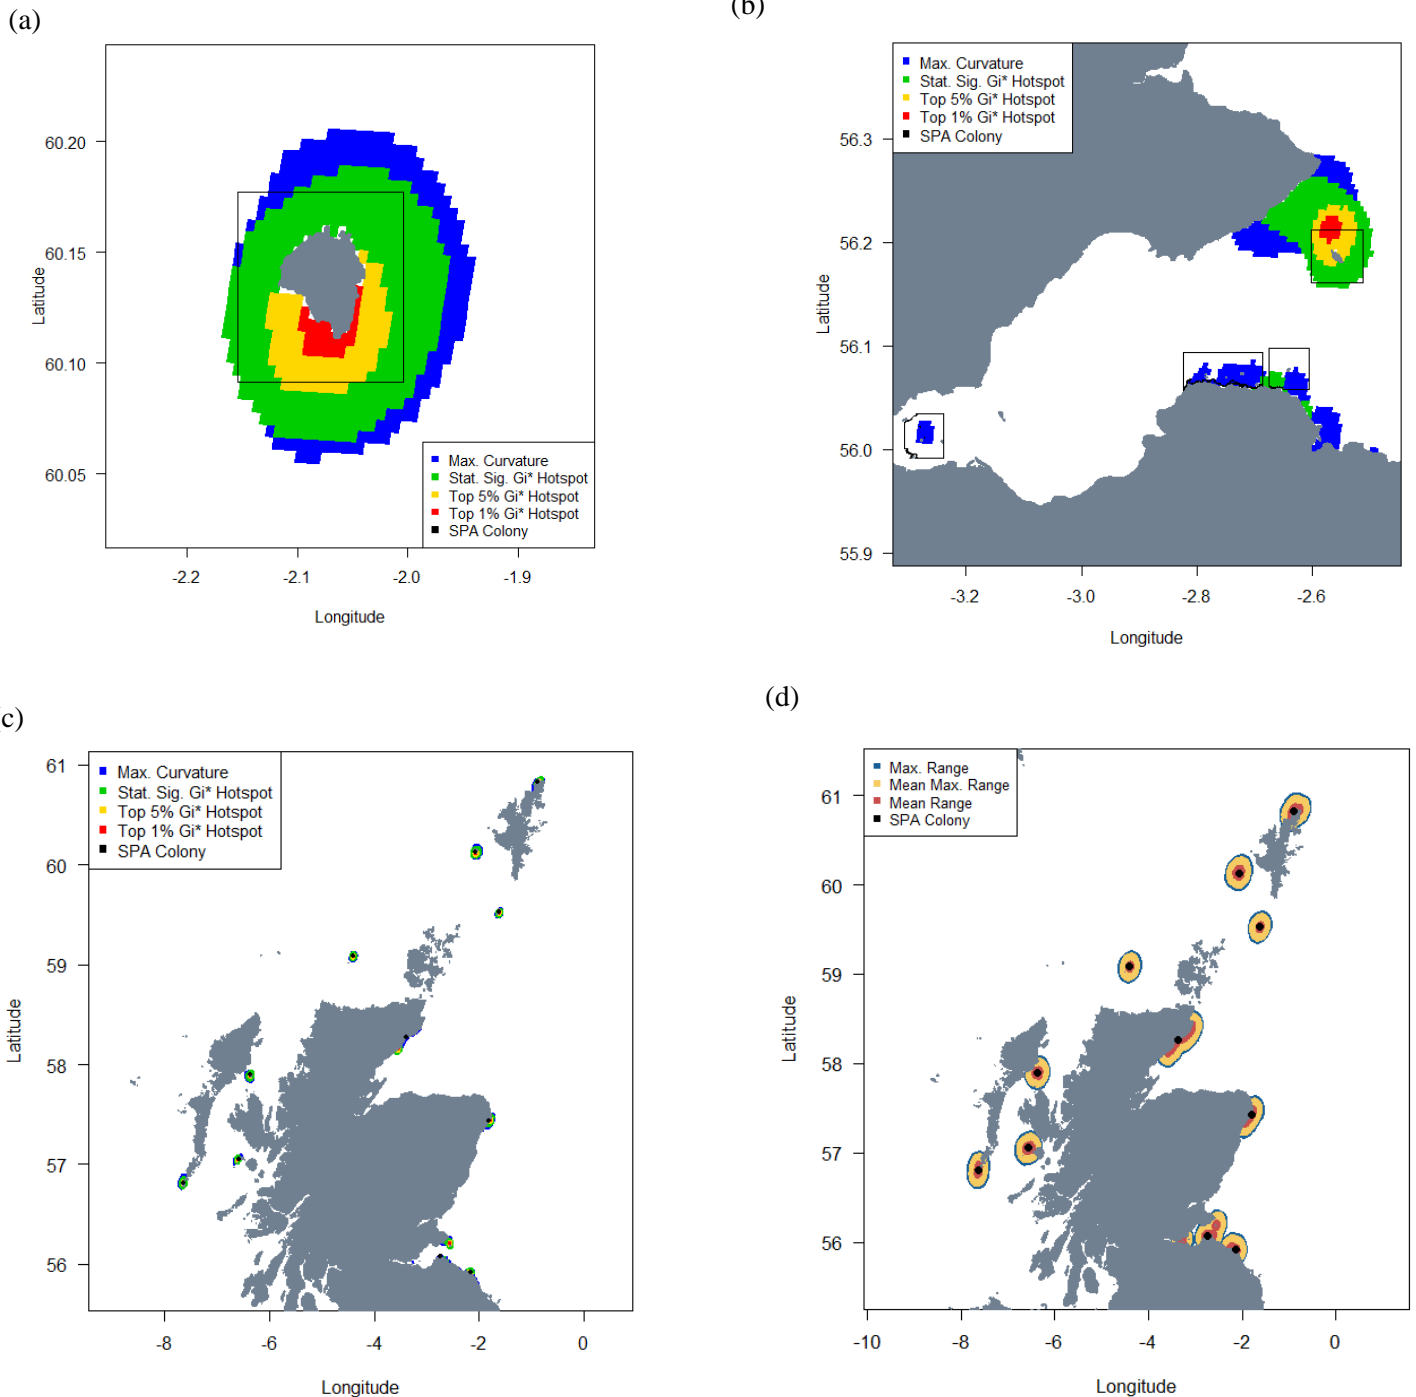 (a)
(b)
Max. Curvature
Stat. Sig. Gi* Hotspot
Top 5% Gi* Hotspot
Top 1% Gi* Hotspot
SPA Colony
60.20
60.15
60.10
60.05
Latitude
-2.2
-2.1
-2.0
-1.9
Longitude
Max. Curvature
Stat. Sig. Gi* Hotspot
Top 5% Gi* Hotspot
Top 1% Gi* Hotspot
SPA Colony
56.3
56.2
56.1
56.0
55.9
Latitude
-3.2
-3.0
-2.8
-2.6
Longitude
c)
(d)
Max. Curvature
Stat. Sig. Gi* Hotspot
Top 5% Gi* Hotspot
Top 1% Gi* Hotspot
SPA Colony
61
60
59
58
57
56
Latitude
-8
-6
-4
-2
0
Longitude
Max. Range
Mean Max. Range
Mean Range
SPA Colony
61
60
59
58
57
56
Latitude
-10
-8
-6
-4
-2
0
Longitude